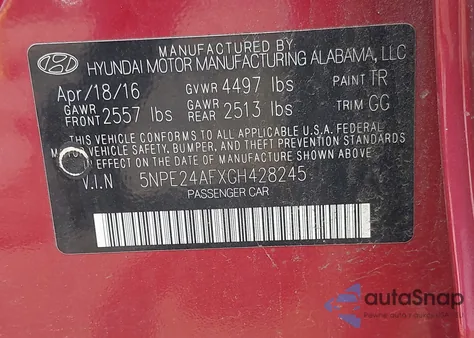 MANUFACTURED BY
HYUNDAI MOTOR MANUFACTURING ALABAMA, LLC
Apr/18/16 GVWR 4497 lbs PAINT TR
GAWR FRONT 2557 lbs GAWR REAR 2513 lbs TRIM GG
THIS VEHICLE CONFORMS TO ALL APPLICABLE U.S.A. FEDERAL
MOTOR VEHICLE SAFETY, BUMPER, AND THEFT PREVENTION STANDARDS
IN EFFECT ON THE DATE OF MANUFACTURE SHOWN ABOVE.
V.I.N 5NPE24AFXGH428245
PASSENGER CAR
autoSnap